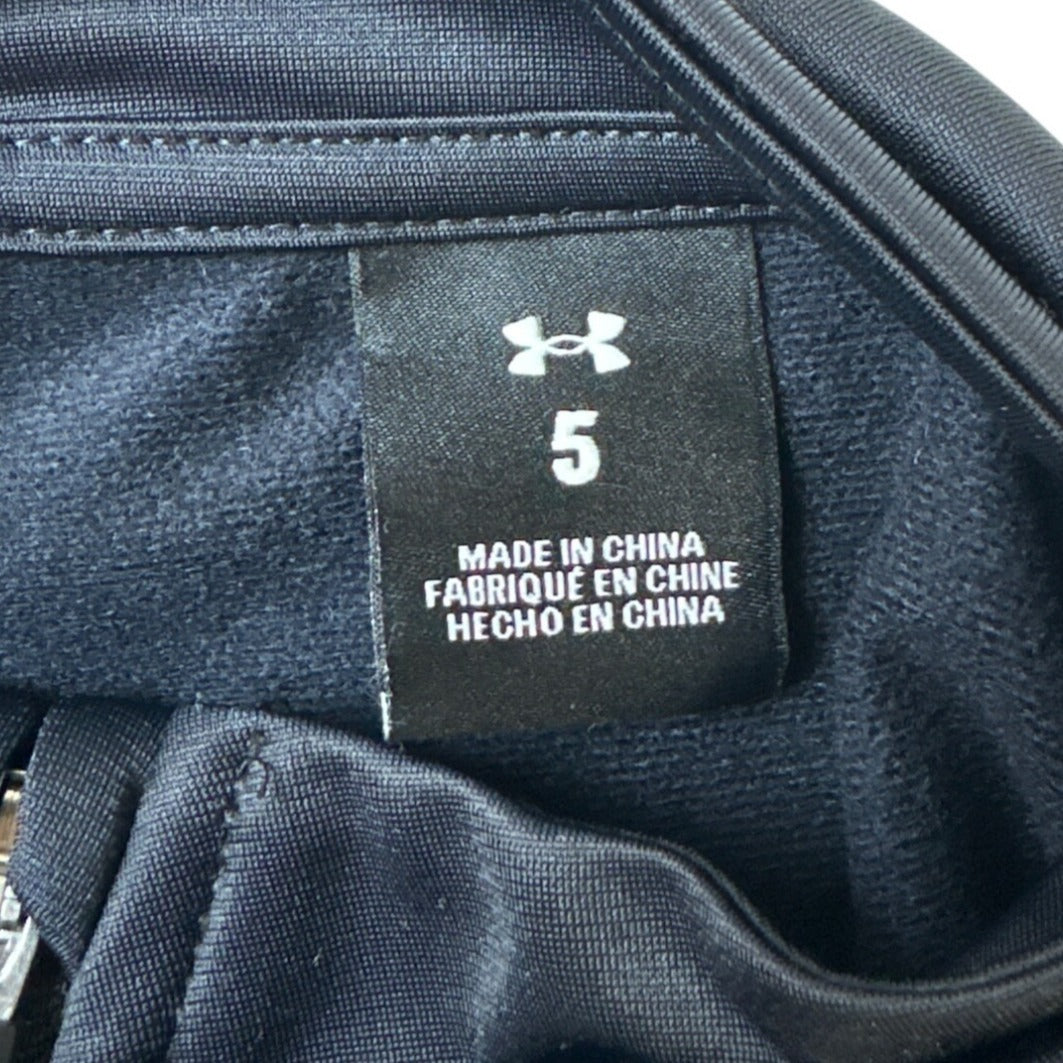 5
MADE IN CHINA
FABRIQUÉ EN CHINE
HECHO EN CHINA